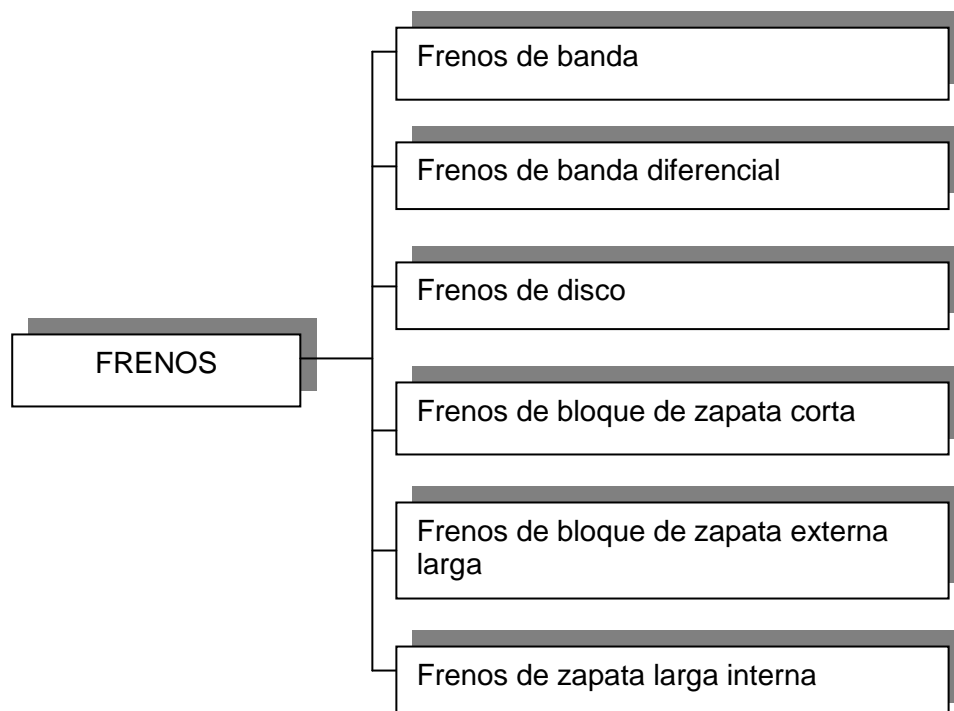 Frenos de banda
Frenos de banda diferencial
Frenos de disco
FRENOS
Frenos de bloque de zapata corta
Frenos de bloque de zapata externa
larga
Frenos de zapata larga interna